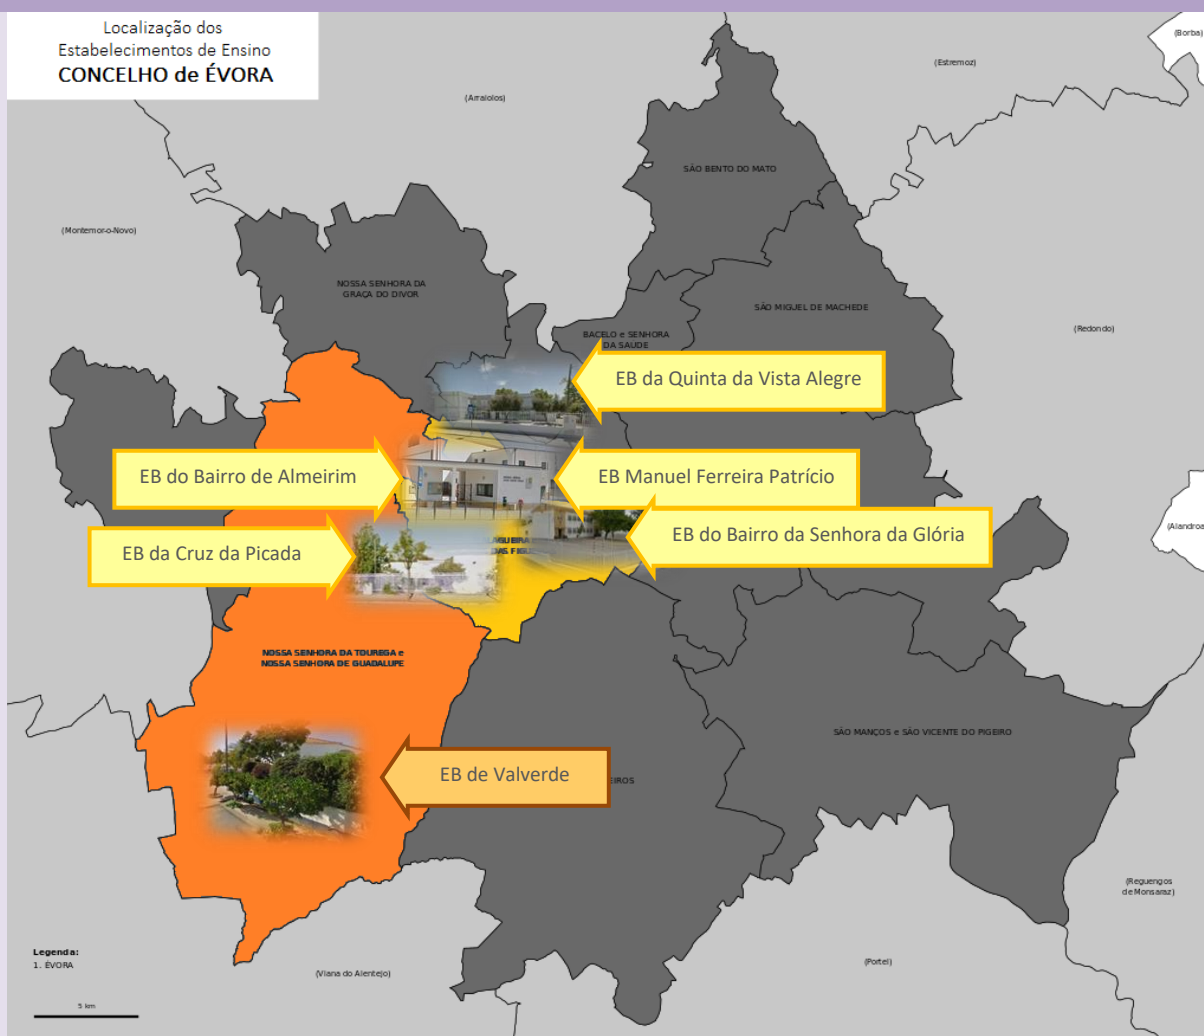 Localização dos
Estabelecimentos de Ensino
CONCELHO de ÉVORA
(Borba)
(Estremoz)
(Arraiolos)
SÃO BENTO DO MATO
(Montemor-o-Novo)
NOSSA SENHORA DA
GRAÇA DO DIVOR
SÃO MIGUEL DE MACHEDE
(Redondo)
BACELO e SENHORA
DA SAUDE
EB da Quinta da Vista Alegre
EB do Bairro de Almeirim
EB Manuel Ferreira Patrício
EB do Bairro da Senhora da Glória
(Alandroa
EB da Cruz da Picada
NOSSA SENHORA DA TOUREGA e
NOSSA SENHORA DE GUADALUPE
SÃO MANÇOS e SÃO VICENTE DO PIGEIRO
EB de Valverde
EIROS
(Reguengos
de Monsaraz)
Legenda:
1. ÉVORA
(Viana do Alentejo)
(Portel)
5 km